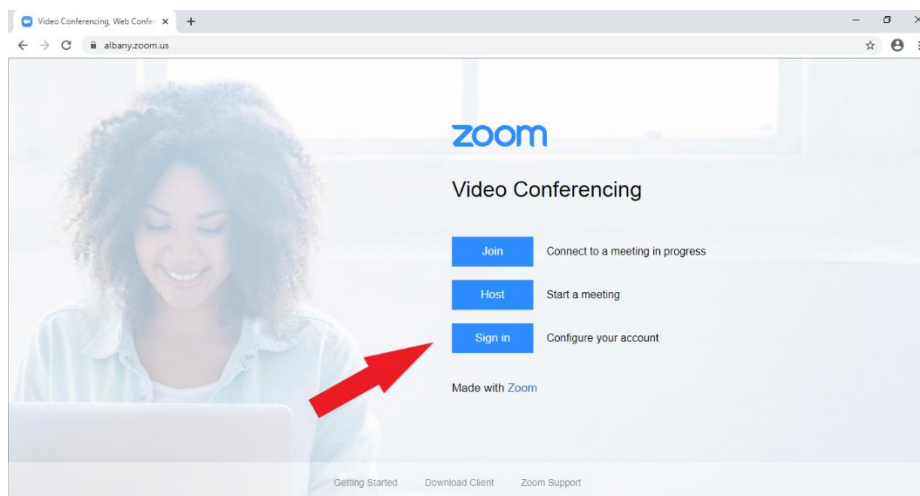 Video Conferencing, Web Confe
albany.zoom.us
zoom
Video Conferencing
Join Connect to a meeting in progress
Host Start a meeting
Sign in Configure your account
Made with Zoom
Getting Started Download Client Zoom Support